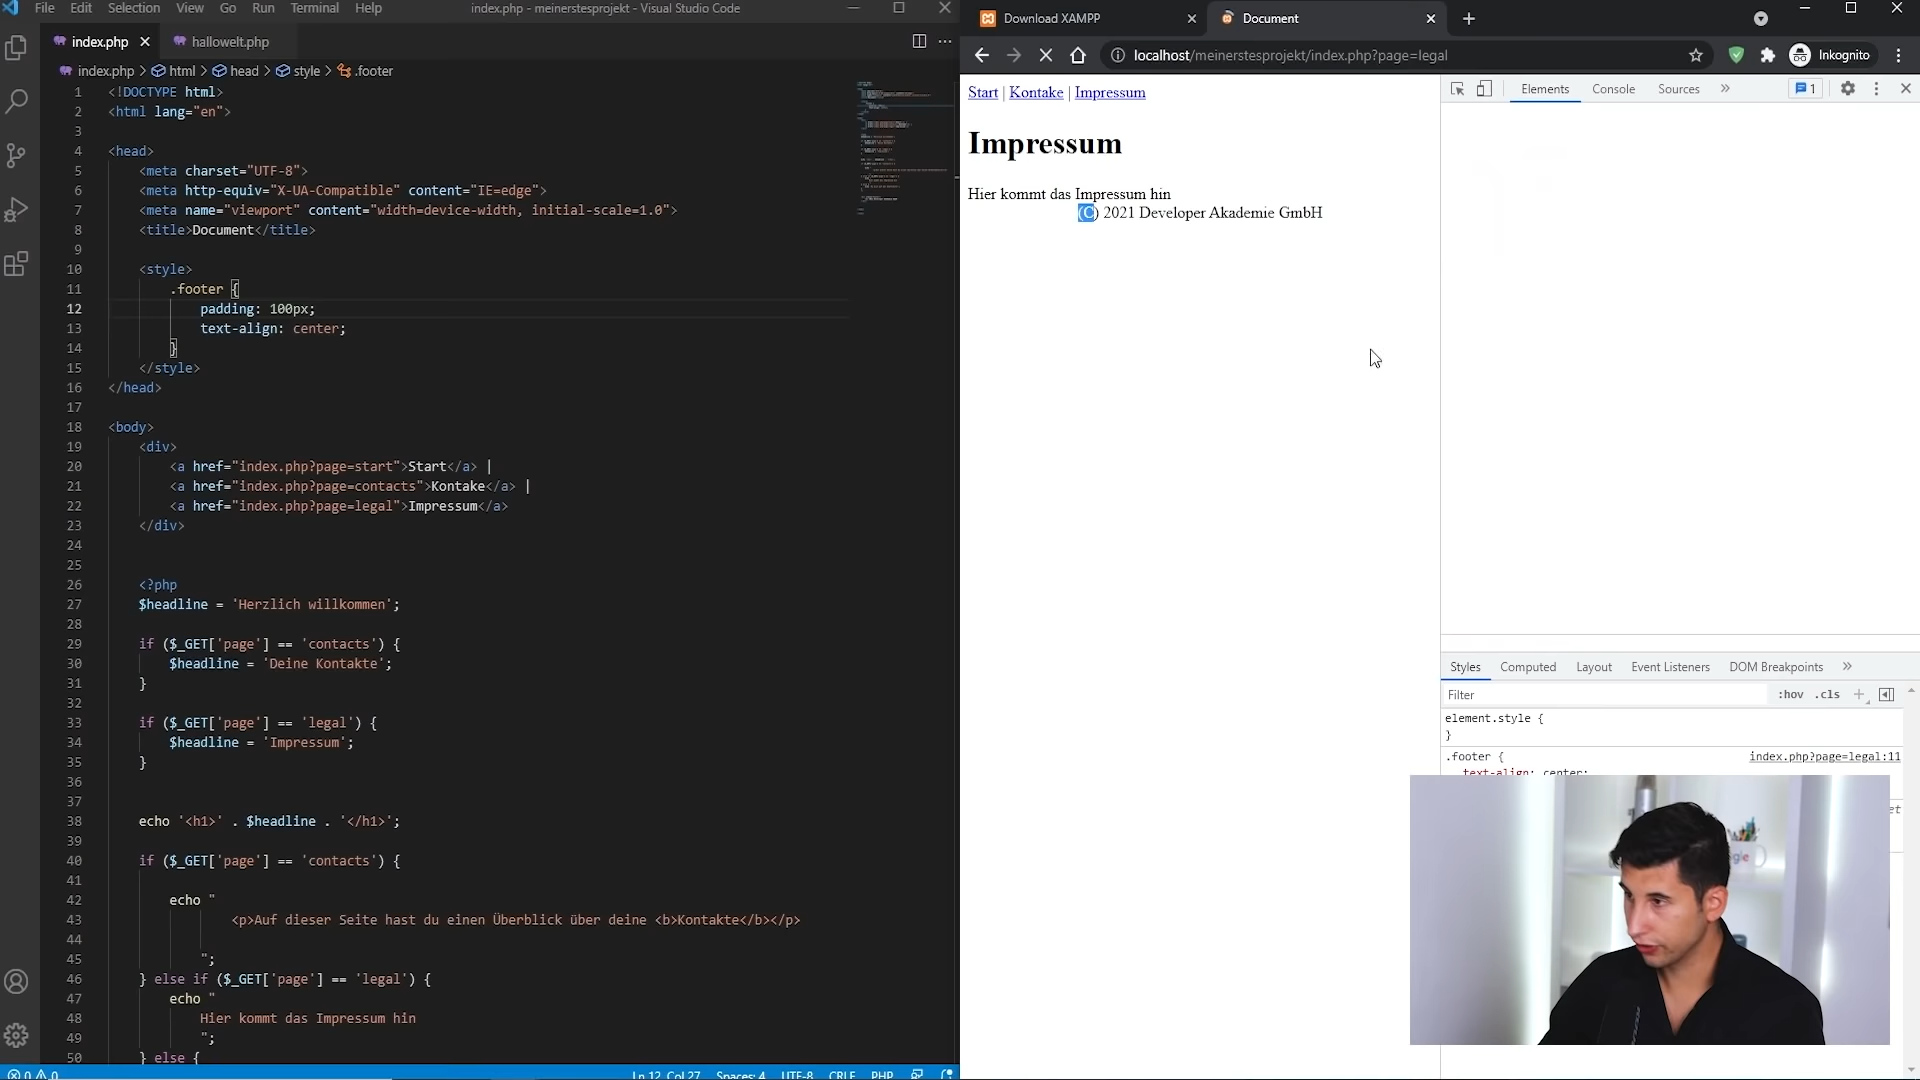 File Edit Selection View Go Run Terminal Help index.php - meinerstesprojekt - Visual Studio Code
index.php hallowelt.php
index.php > html > head > style > .footer
1 <!DOCTYPE html>
2 <html lang="en">
3
4 <head>
5 <meta charset="UTF-8">
6 <meta http-equiv="X-UA-Compatible" content="IE=edge">
7 <meta name="viewport" content="width=device-width, initial-scale=1.0">
8 <title>Document</title>
9
10 <style>
11 .footer {
12 padding: 100px;
13 text-align: center;
14 }
15 </style>
16 </head>
17
18 <body>
19 <div>
20 <a href="index.php?page=start">Start</a> |
21 <a href="index.php?page=contacts">Kontake</a> |
22 <a href="index.php?page=legal">Impressum</a>
23 </div>
24
25
26 <?php
27 $headline = 'Herzlich willkommen';
28
29 if ($_GET['page'] == 'contacts') {
30 $headline = 'Deine Kontakte';
31 }
32
33 if ($_GET['page'] == 'legal') {
34 $headline = 'Impressum';
35 }
36
37
38 echo '<h1>' . $headline . '</h1>';
39
40 if ($_GET['page'] == 'contacts') {
41
42 echo "
43 <p>Auf dieser Seite hast du einen Überblick über deine <b>Kontakte</b></p>
44
45 ";
46 } else if ($_GET['page'] == 'legal') {
47 echo "
48 Hier kommt das Impressum hin
49 ";
50 } else {
0 0 Ln 12, Col 27 Spaces: 4 UTF-8 CRLF PHP
Download XAMPP Document
localhost/meinerstesprojekt/index.php?page=legal Inkognito
Start | Kontake | Impressum
Impressum
Hier kommt das Impressum hin
(C) 2021 Developer Akademie GmbH
Elements Console Sources » 1
Styles Computed Layout Event Listeners DOM Breakpoints »
Filter :hov .cls +
element.style {
}
.footer { index.php?page=legal:11
text-align: center;
et
gle